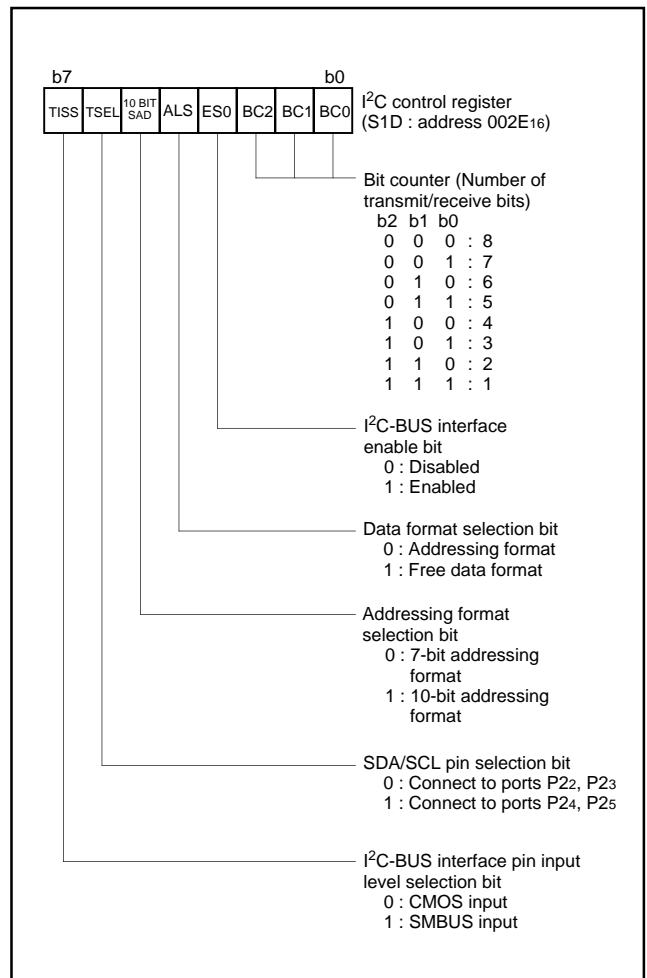 b7 b0
TISS TSEL 10 BIT SAD ALS ES0 BC2 BC1 BC0
I2C control register
(S1D : address 002E16)
Bit counter (Number of
transmit/receive bits)
b2 b1 b0
0 0 0 : 8
0 0 1 : 7
0 1 0 : 6
0 1 1 : 5
1 0 0 : 4
1 0 1 : 3
1 1 0 : 2
1 1 1 : 1
I2C-BUS interface
enable bit
0 : Disabled
1 : Enabled
Data format selection bit
0 : Addressing format
1 : Free data format
Addressing format
selection bit
0 : 7-bit addressing
format
1 : 10-bit addressing
format
SDA/SCL pin selection bit
0 : Connect to ports P22, P23
1 : Connect to ports P24, P25
I2C-BUS interface pin input
level selection bit
0 : CMOS input
1 : SMBUS input